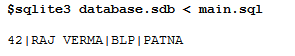 $sqlite3 database.sdb < main.sql
42|RAJ VERMA|BLP|PATNA